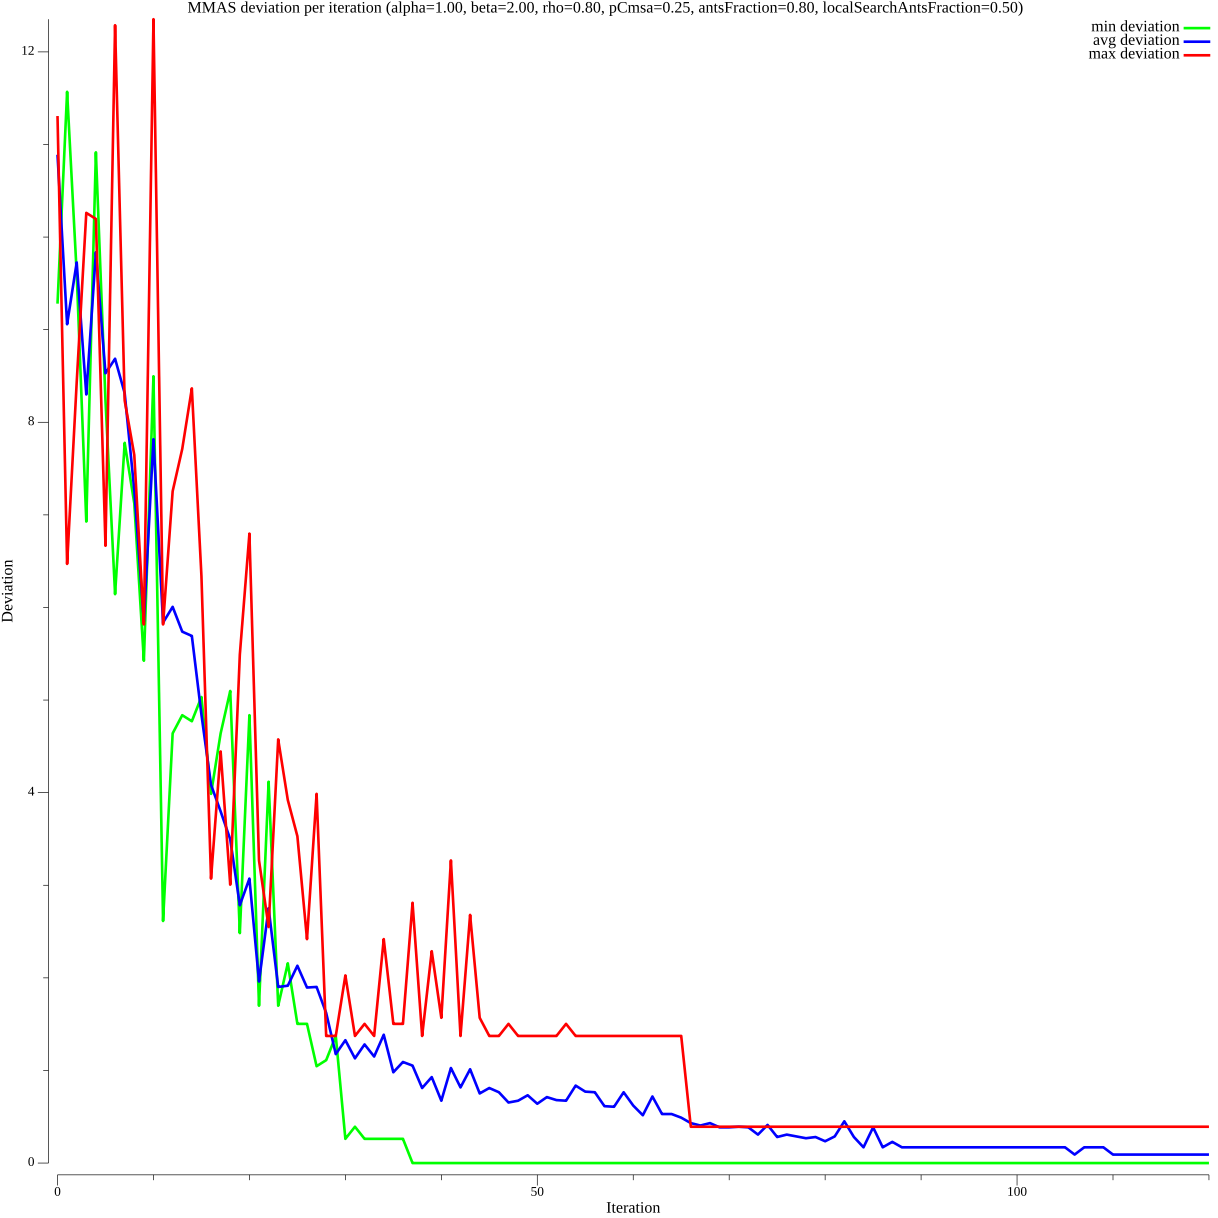 MMAS deviation per iteration (alpha=1.00, beta=2.00, rho=0.80, pCmsa=0.25, antsFraction=0.80, localSearchAntsFraction=0.50)
min deviation
avg deviation
max deviation
12
8
4
0
Deviation
0
50
100
Iteration